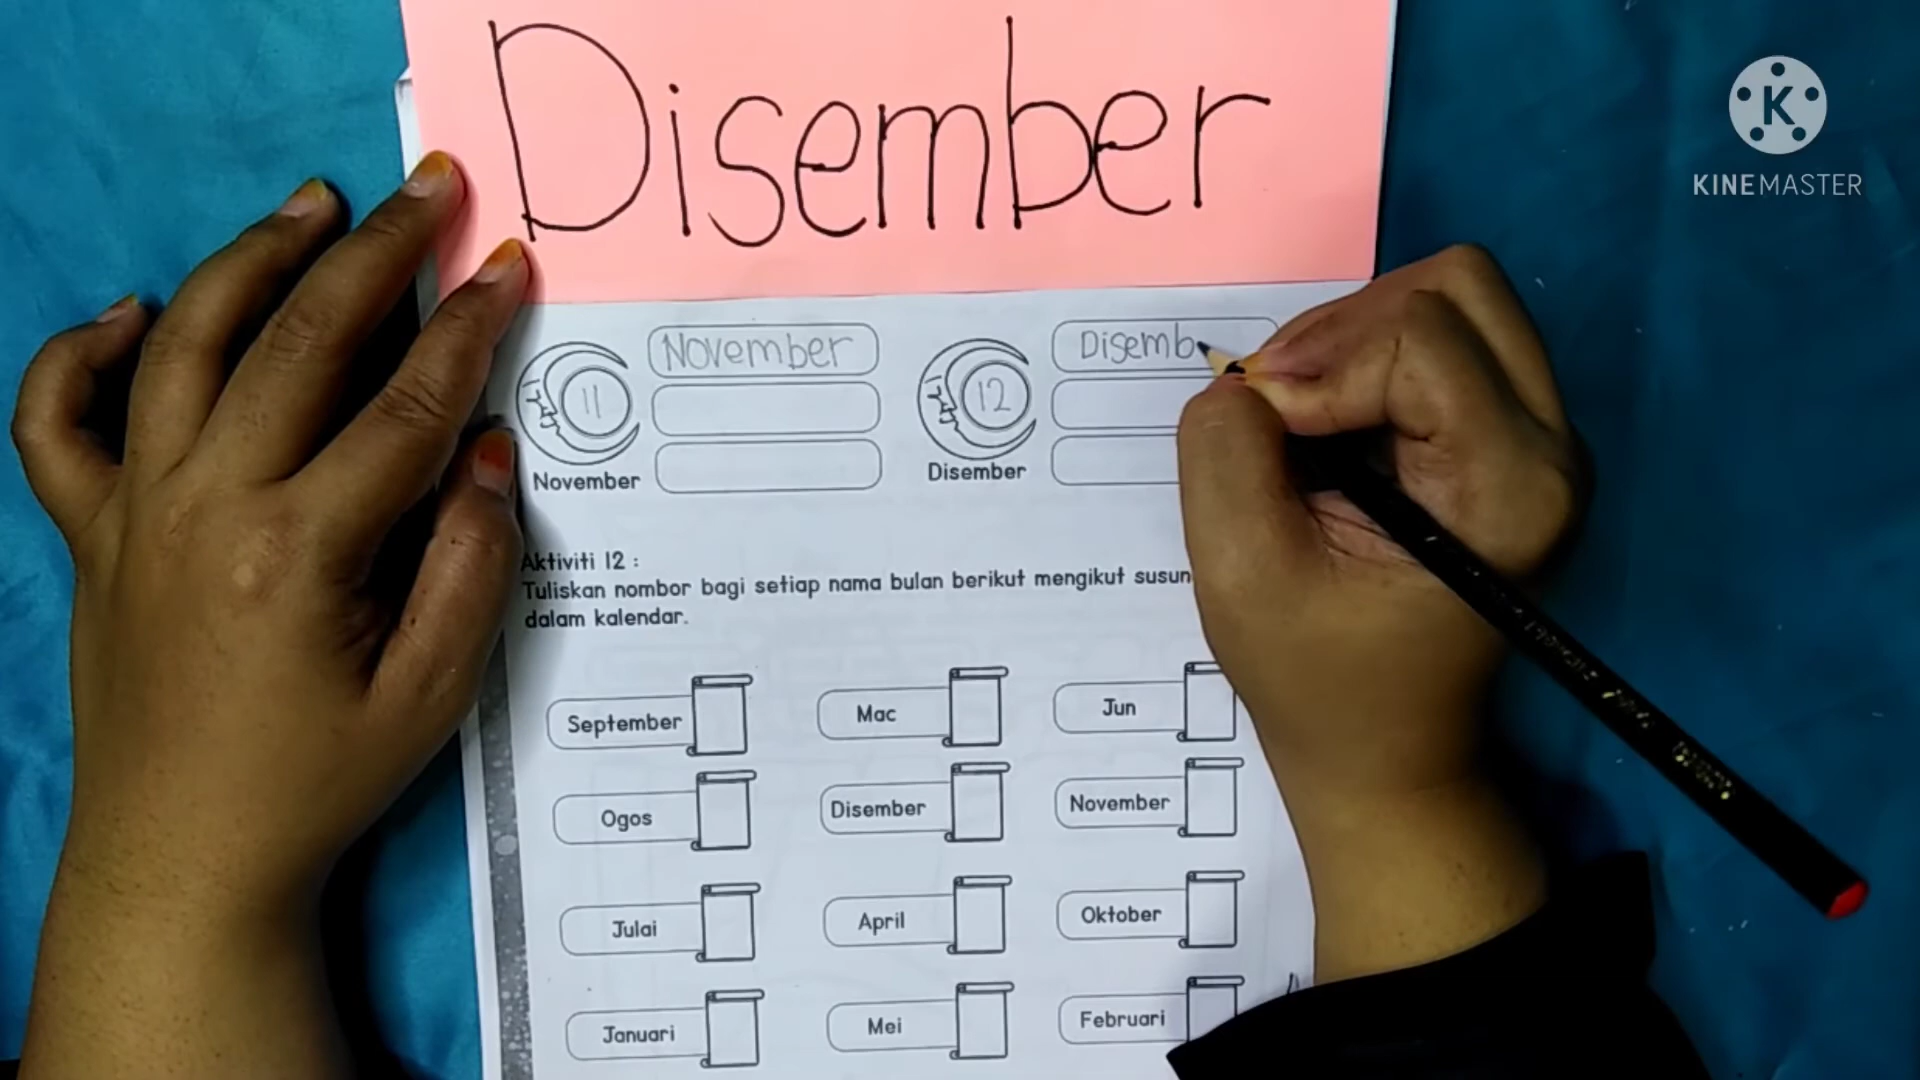 Disember
K
KINEMASTER
November
Disemb
11
12
November
Disember
Aktiviti 12 :
Tuliskan nombor bagi setiap nama bulan berikut mengikut
dalam kalendar.
September
Mac
Jun
Ogos
Disember
November
Julai
April
Oktober
Januari
Mei
Februari